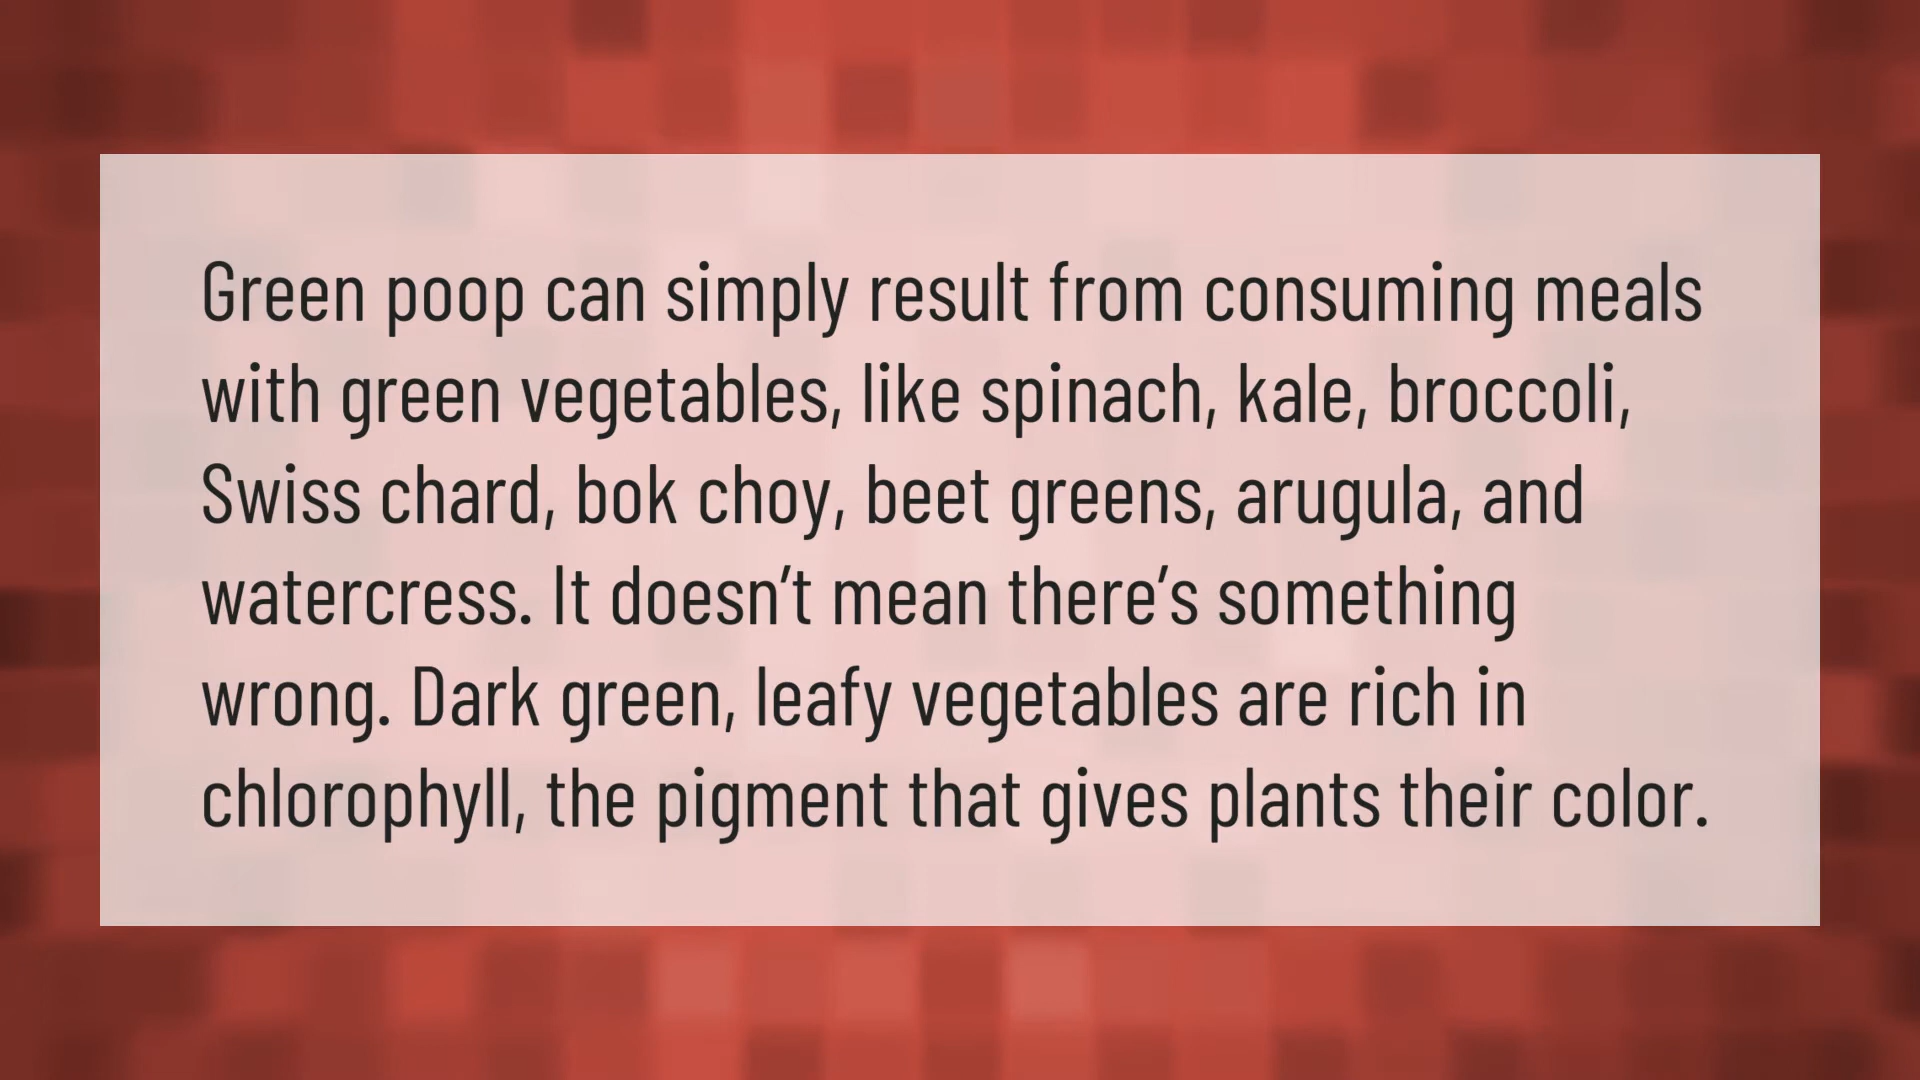 Green poop can simply result from consuming meals
with green vegetables, like spinach, kale, broccoli,
Swiss chard, bok choy, beet greens, arugula, and
watercress. It doesn’t mean there’s something
wrong. Dark green, leafy vegetables are rich in
chlorophyll, the pigment that gives plants their color.